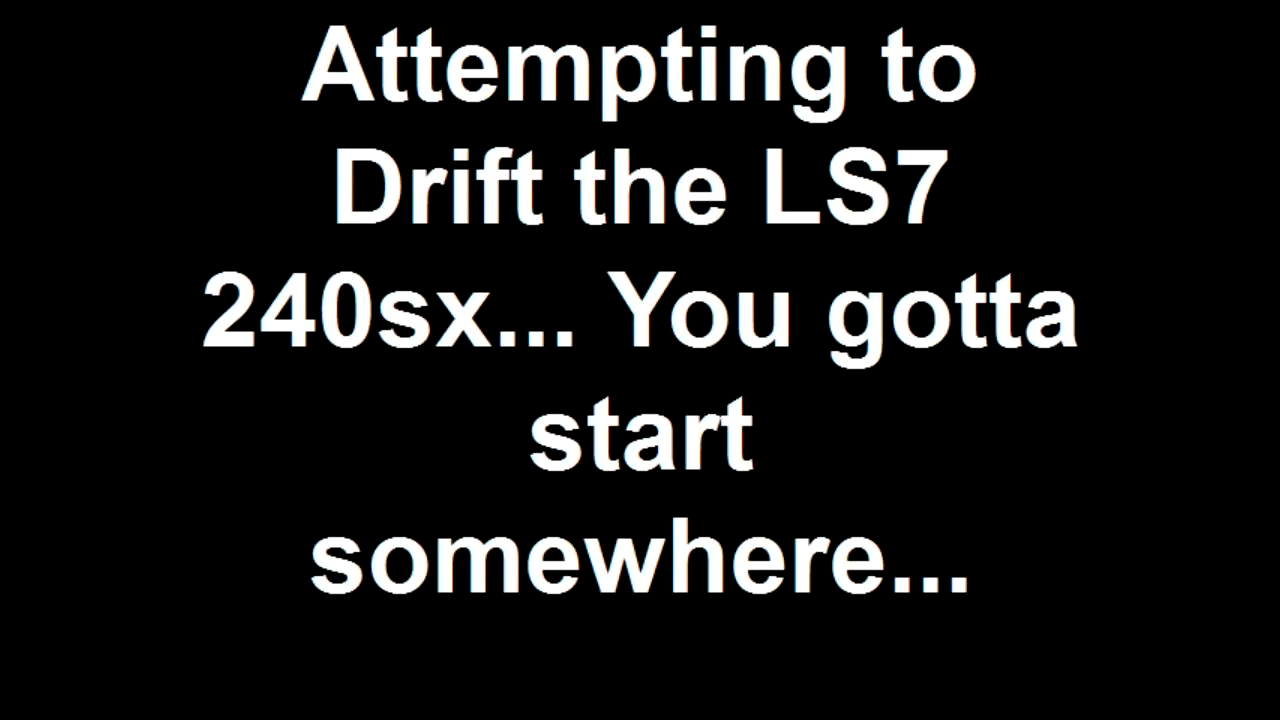 Attempting to
Drift the LS7
240sx... You gotta
start
somewhere...